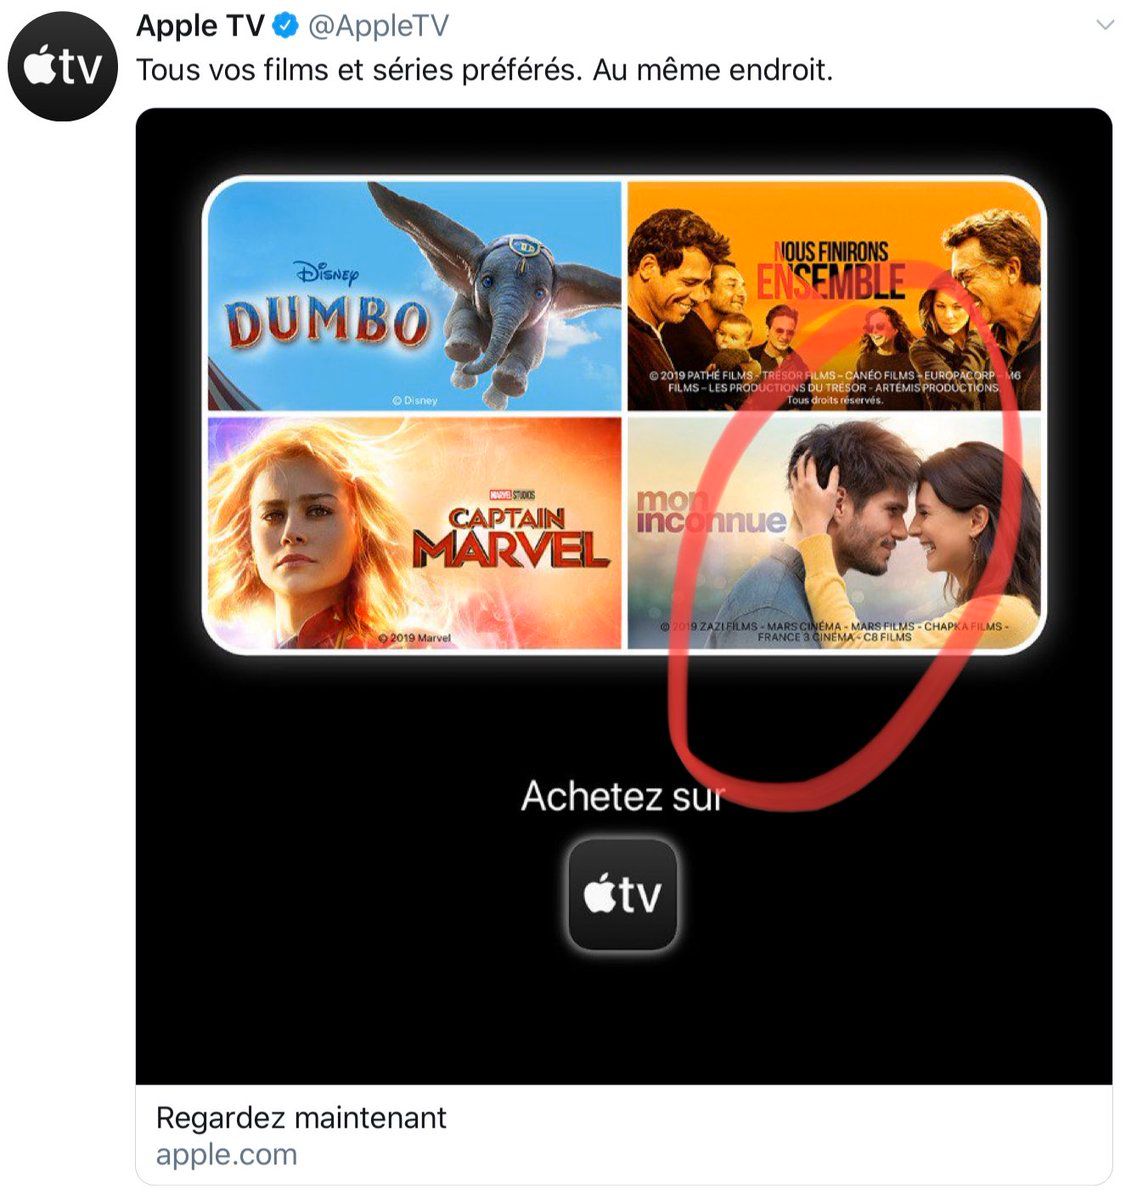 Apple TV @AppleTV
tv
Tous vos films et séries préférés. Au même endroit.
DISNEY
DUMBO
© Disney
NOUS FINIRONS
ENSEMBLE
© 2019 PATHÉ FILMS - TRÉSOR FILMS – CANÉO FILMS – EUROPACORP – M6
FILMS – LES PRODUCTIONS DU TRÉSOR - ARTÉMIS PRODUCTIONS
Tous droits réservés.
MARVEL STUDIOS
CAPTAIN
MARVEL
© 2019 Marvel
mon
inconnue
© 2019 ZAZI FILMS - MARS CINÉMA - MARS FILMS - CHAPKA FILMS -
FRANCE 3 CINÉMA - C8 FILMS
Achetez sur
tv
Regardez maintenant
apple.com